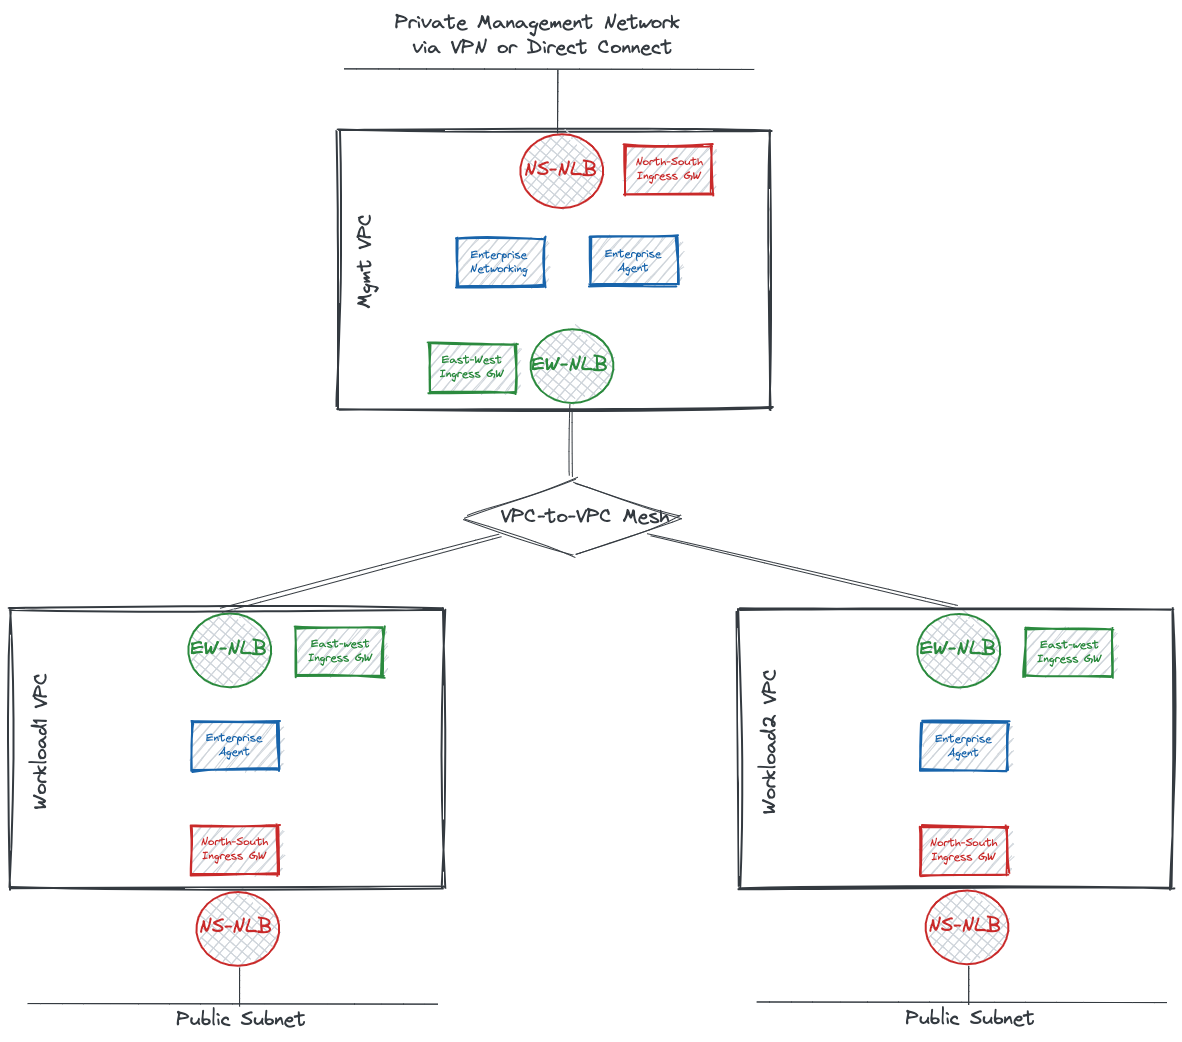 Private Management Network
via VPN or Direct Connect
NS-NLB
North-South
Ingress GW
Mgmt VPC
Enterprise
Networking
Enterprise
Agent
East-West
Ingress GW
EW-NLB
VPC-to-VPC Mesh
Workload1 VPC
EW-NLB
East-west
Ingress GW
Enterprise
Agent
North-South
Ingress GW
NS-NLB
Public Subnet
Workload2 VPC
EW-NLB
East-west
Ingress GW
Enterprise
Agent
North-South
Ingress GW
NS-NLB
Public Subnet